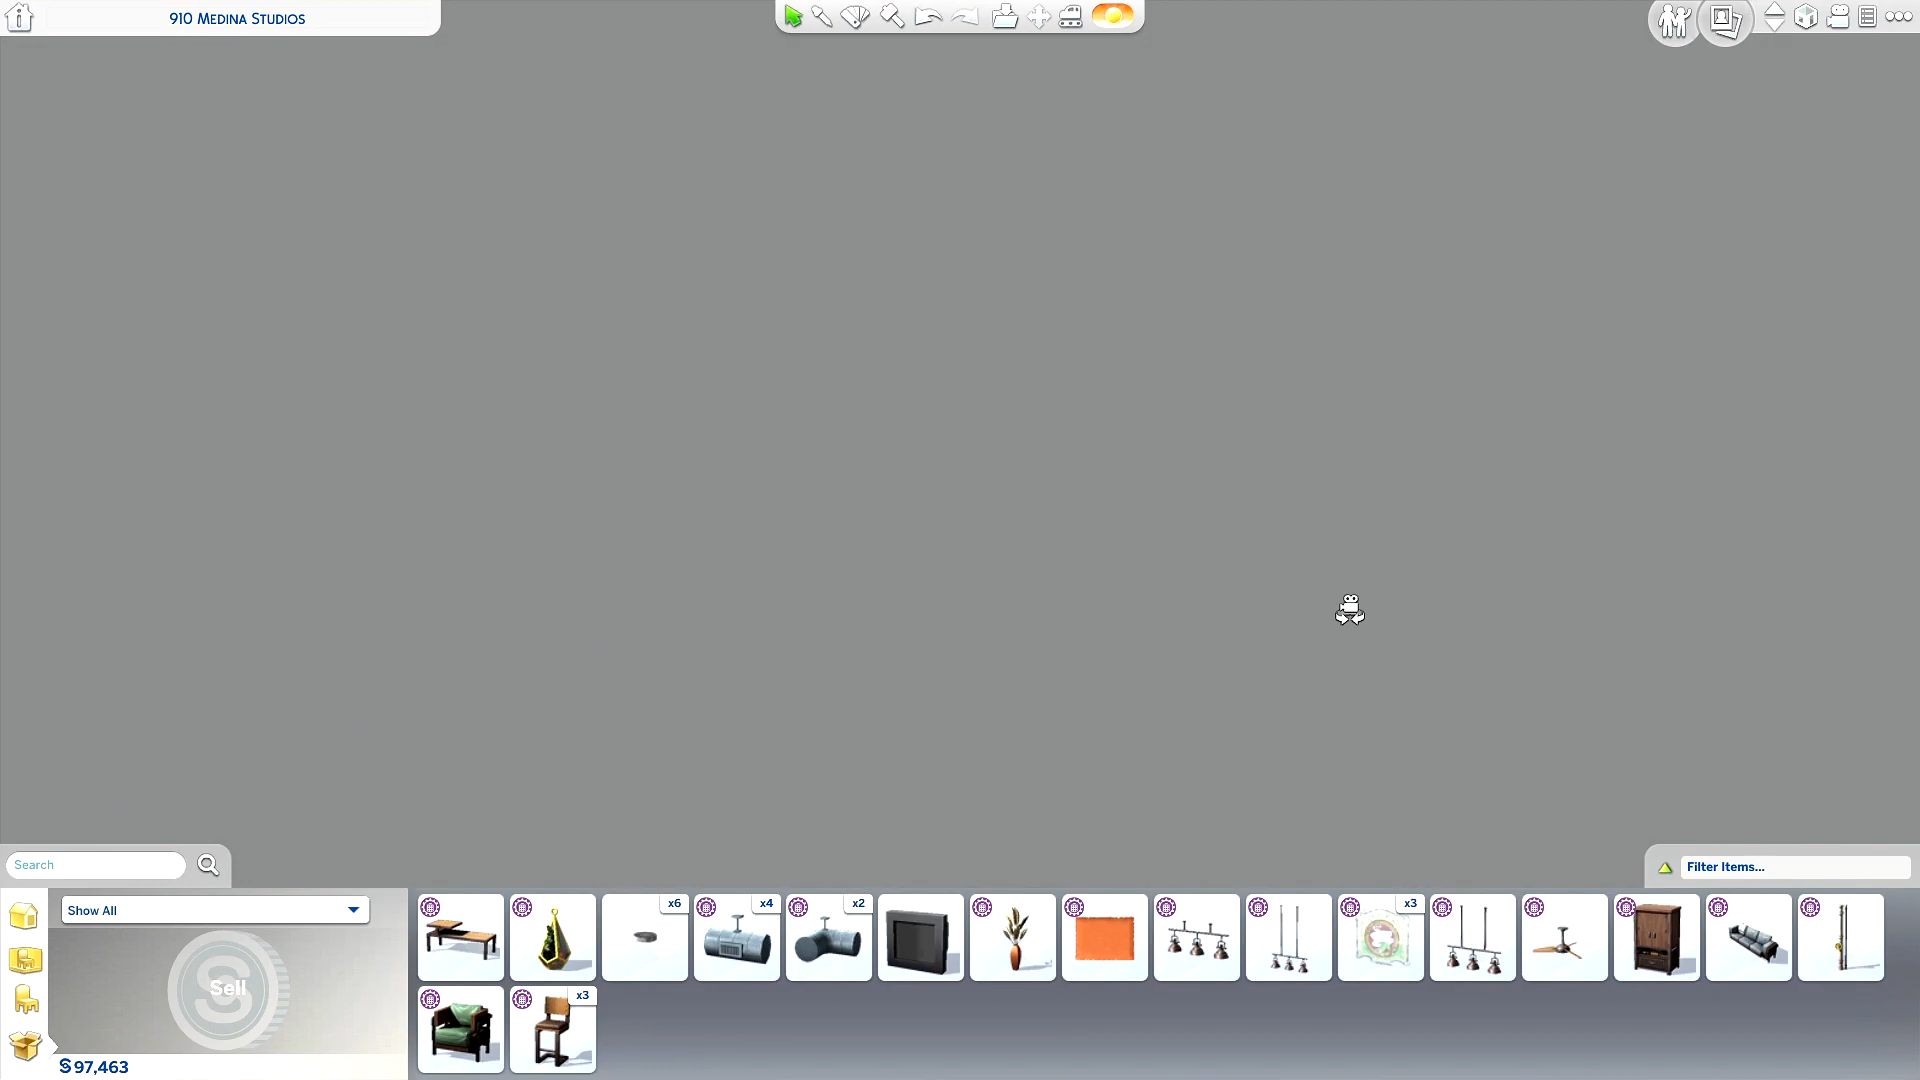 910 Medina Studios
Search
Filter Items...
Show All
Sell
§97,463
x6
x4
x2
x3
x3